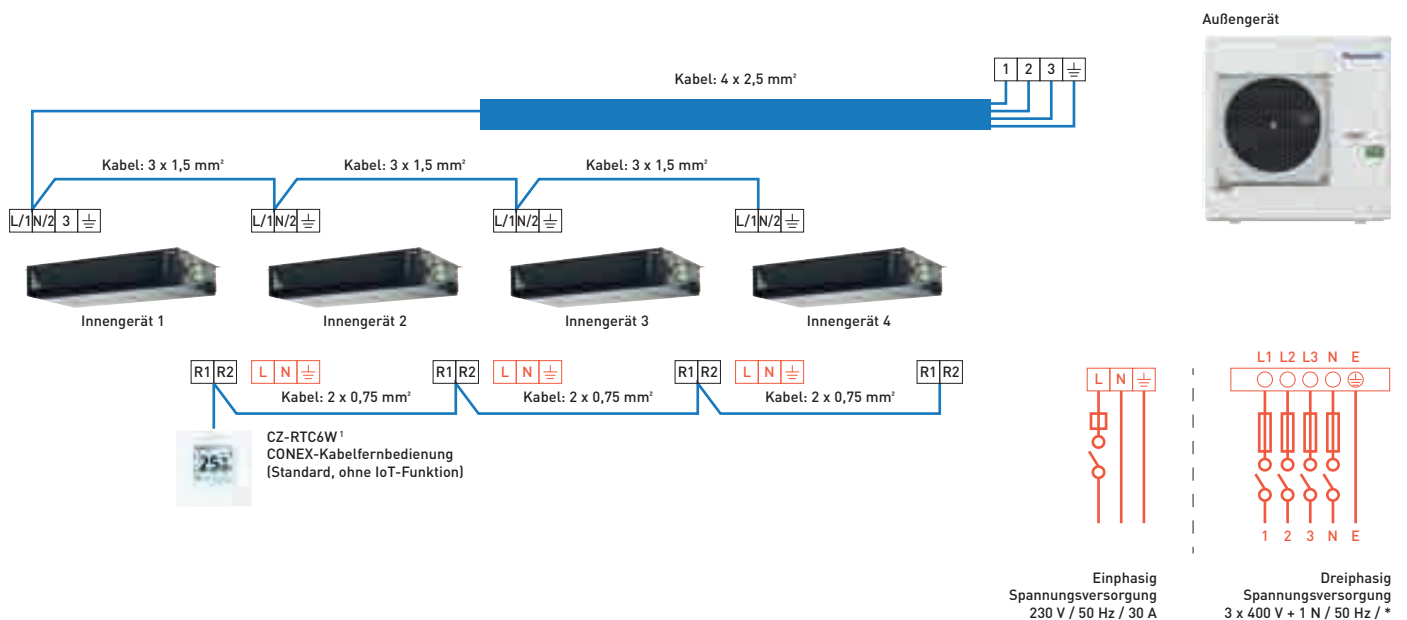 Außengerät
Panasonic
Kabel: 4 x 2,5 mm²
1 2 3
Kabel: 3 x 1,5 mm²
Kabel: 3 x 1,5 mm²
Kabel: 3 x 1,5 mm²
L/1 N/2 3
L/1 N/2
L/1 N/2
L/1 N/2
Innengerät 1
Innengerät 2
Innengerät 3
Innengerät 4
R1 R2
L N
R1 R2
L N
R1 R2
L N
R1 R2
Kabel: 2 x 0,75 mm²
Kabel: 2 x 0,75 mm²
Kabel: 2 x 0,75 mm²
25
CZ-RTC6W¹
CONEX-Kabelfernbedienung
(Standard, ohne IoT-Funktion)
L N
L1 L2 L3 N E
1 2 3 N E
Einphasig
Spannungsversorgung
230 V / 50 Hz / 30 A
Dreiphasig
Spannungsversorgung
3 x 400 V + 1 N / 50 Hz / *